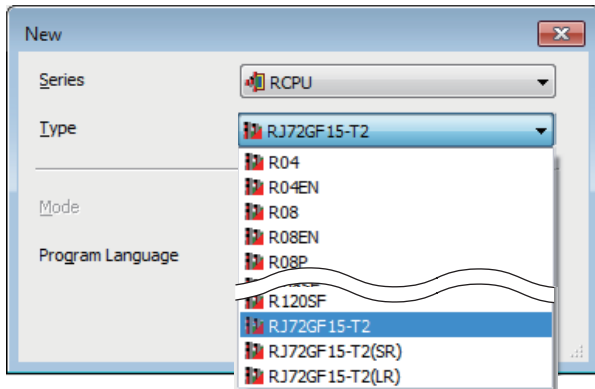 New
Series
RCPU
Type
RJ72GF15-T2
R04
R04EN
R08
R08EN
Mode
Program Language
R08P
R120SF
RJ72GF15-T2
RJ72GF15-T2(SR)
RJ72GF15-T2(LR)